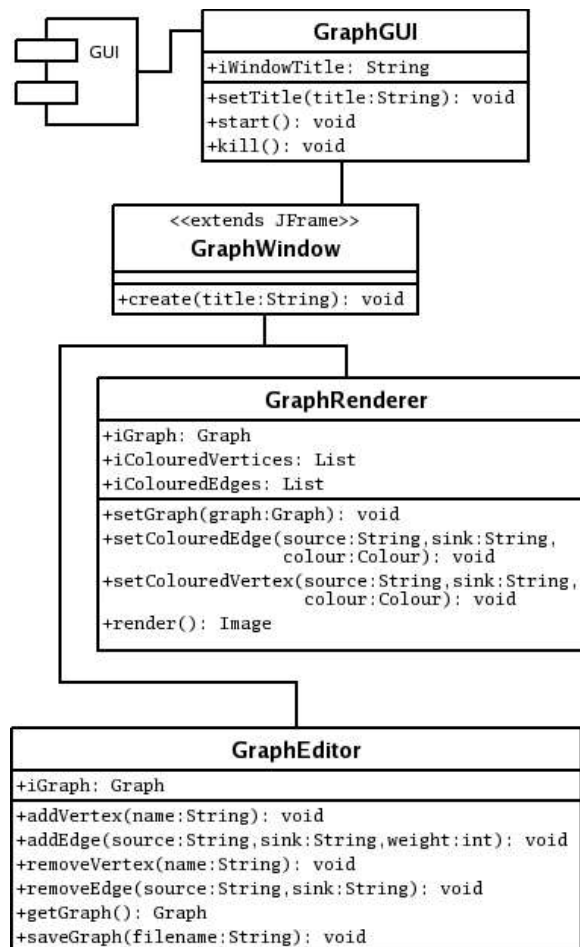 GUI
GraphGUI
+iWindowTitle: String
+setTitle(title:String): void
+start(): void
+kill(): void
<<extends JFrame>>
GraphWindow
+create(title:String): void
GraphRenderer
+iGraph: Graph
+iColouredVertices: List
+iColouredEdges: List
+setGraph(graph:Graph): void
+setColouredEdge(source:String,sink:String,
colour:Colour): void
+setColouredVertex(source:String,sink:String,
colour:Colour): void
+render(): Image
GraphEditor
+iGraph: Graph
+addVertex(name:String): void
+addEdge(source:String,sink:String,weight:int): void
+removeVertex(name:String): void
+removeEdge(source:String,sink:String): void
+getGraph(): Graph
+saveGraph(filename:String): void